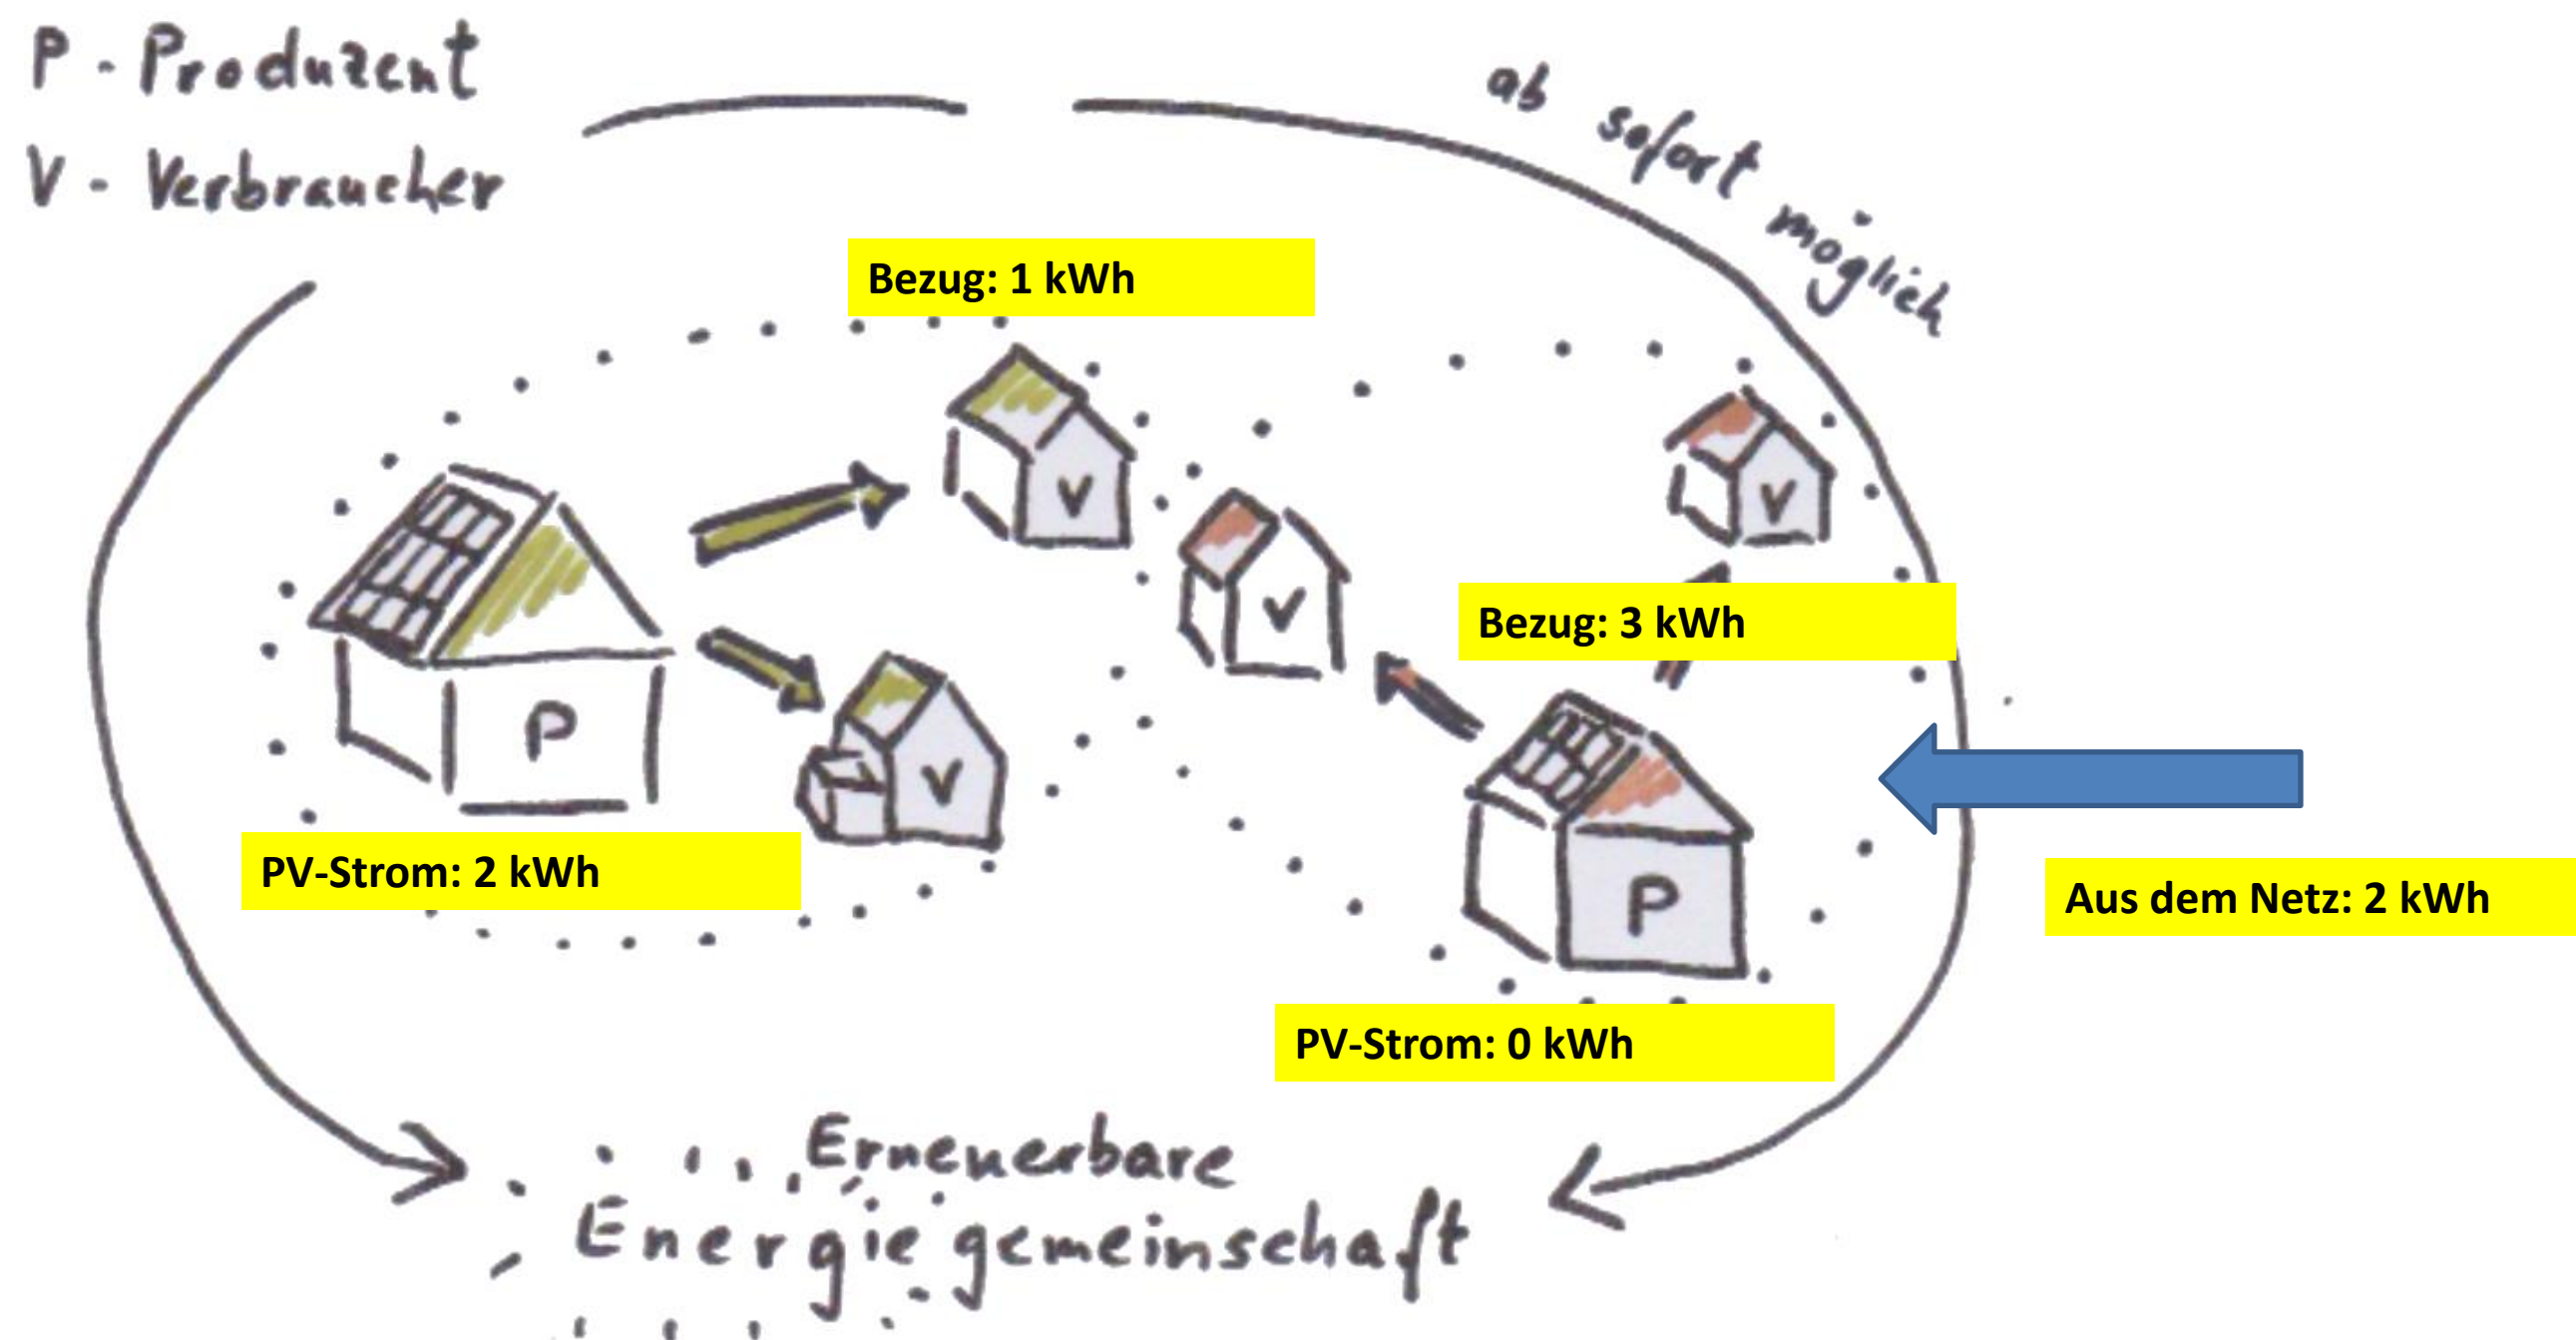 P - Produzent
V - Verbraucher
ab sofort möglich
Bezug: 1 kWh
V
V
V
Bezug: 3 kWh
P
V
PV-Strom: 2 kWh
P
Aus dem Netz: 2 kWh
PV-Strom: 0 kWh
Erneuerbare
Energiegemeinschaft